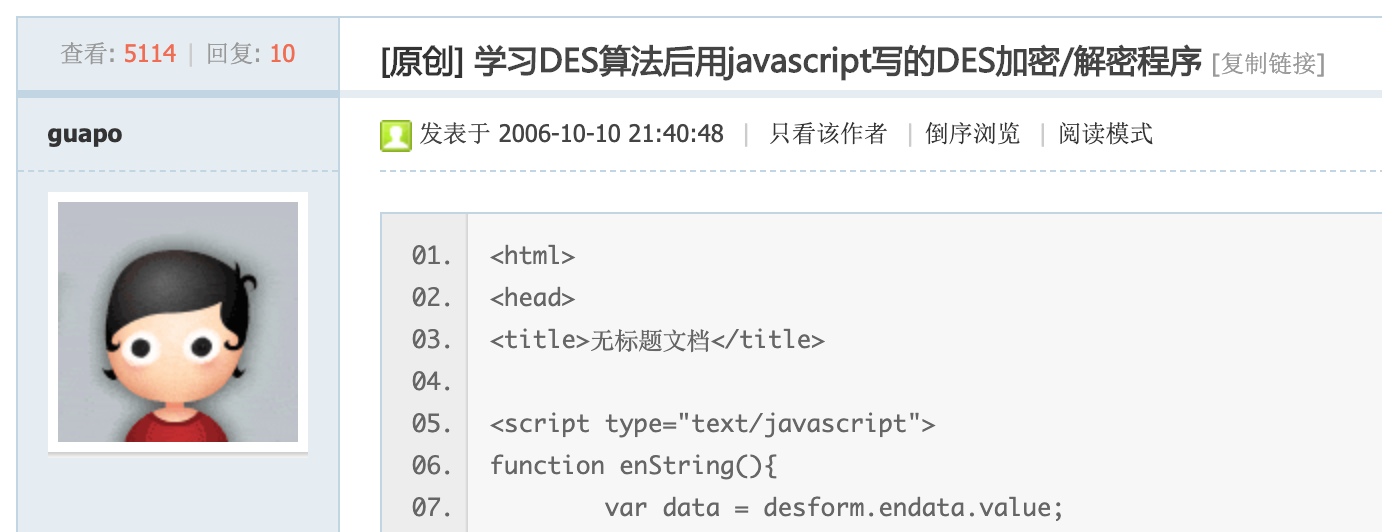 查看: 5114 | 回复: 10
[原创] 学习DES算法后用javascript写的DES加密/解密程序 [复制链接]
guapo
发表于 2006-10-10 21:40:48 | 只看该作者 | 倒序浏览 | 阅读模式
01. <html>
02. <head>
03. <title>无标题文档</title>
04.
05. <script type="text/javascript">
06. function enString(){
07. var data = desform.endata.value;